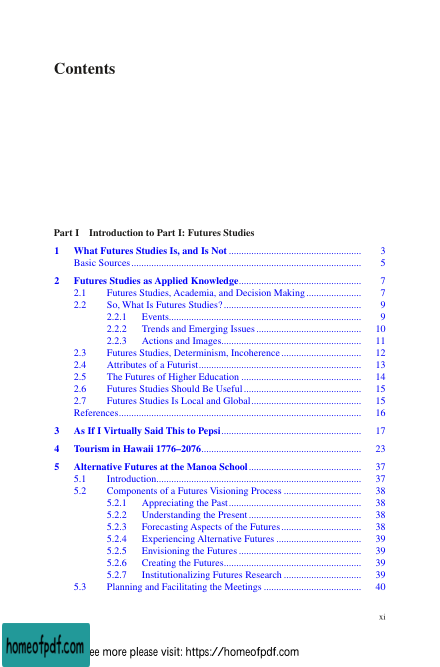 Contents
Part I Introduction to Part I: Futures Studies
1 What Futures Studies Is, and Is Not ..... 3
Basic Sources ..... 5
2 Futures Studies as Applied Knowledge ..... 7
2.1 Futures Studies, Academia, and Decision Making ..... 7
2.2 So, What Is Futures Studies? ..... 9
2.2.1 Events ..... 9
2.2.2 Trends and Emerging Issues ..... 10
2.2.3 Actions and Images ..... 11
2.3 Futures Studies, Determinism, Incoherence ..... 12
2.4 Attributes of a Futurist ..... 13
2.5 The Futures of Higher Education ..... 14
2.6 Futures Studies Should Be Useful ..... 15
2.7 Futures Studies Is Local and Global ..... 15
References ..... 16
3 As If I Virtually Said This to Pepsi ..... 17
4 Tourism in Hawaii 1776–2076 ..... 23
5 Alternative Futures at the Manoa School ..... 37
5.1 Introduction ..... 37
5.2 Components of a Futures Visioning Process ..... 38
5.2.1 Appreciating the Past ..... 38
5.2.2 Understanding the Present ..... 38
5.2.3 Forecasting Aspects of the Futures ..... 38
5.2.4 Experiencing Alternative Futures ..... 39
5.2.5 Envisioning the Futures ..... 39
5.2.6 Creating the Futures ..... 39
5.2.7 Institutionalizing Futures Research ..... 39
5.3 Planning and Facilitating the Meetings ..... 40
xi
homeofpdf.com
ee more please visit: https://homeofpdf.com